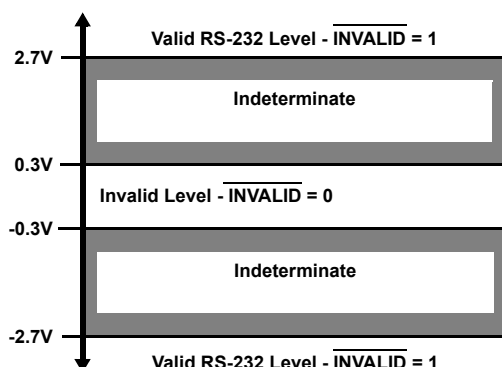 Valid RS-232 Level - INVALID = 1
2.7V
Indeterminate
0.3V
Invalid Level - INVALID = 0
-0.3V
Indeterminate
-2.7V
Valid RS-232 Level - INVALID = 1